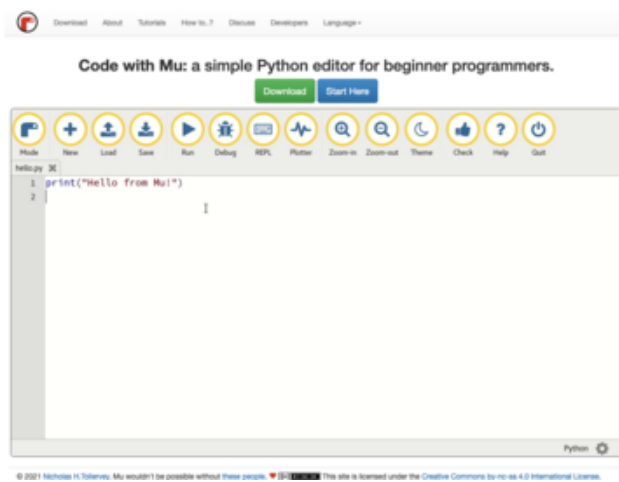 Download About Tutorials How to..? Discuss Developers Language
Code with Mu: a simple Python editor for beginner programmers.
Download Start Here
Mode New Load Save Run Debug REPL Plotter Zoom-in Zoom-out Theme Check Help Quit
hello.py
1 print("Hello from Mu!")
2
Python
© 2021 Nicholas H.Tollervey. Mu wouldn't be possible without these people. This site is licensed under the Creative Commons by-nc-sa 4.0 International License.